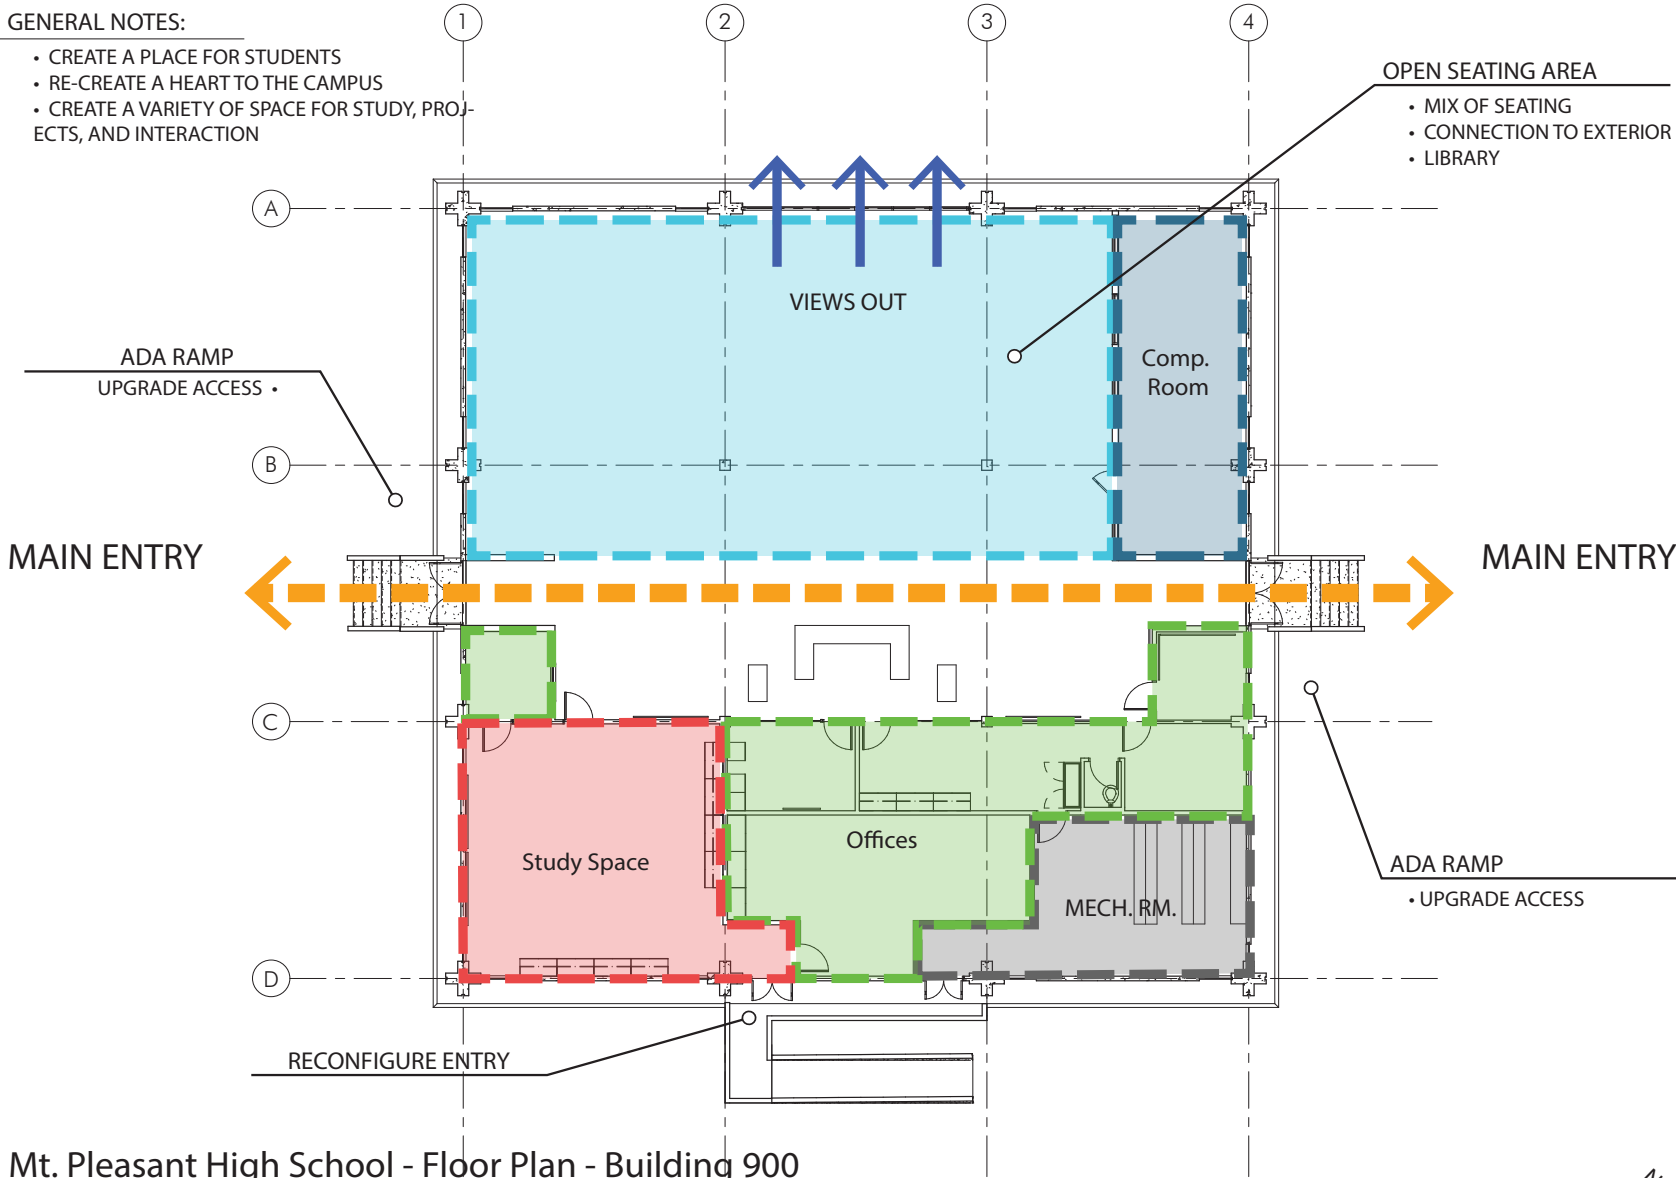 GENERAL NOTES:
• CREATE A PLACE FOR STUDENTS
• RE-CREATE A HEART TO THE CAMPUS
• CREATE A VARIETY OF SPACE FOR STUDY, PROJ-
ECTS, AND INTERACTION
1
2
3
4
OPEN SEATING AREA
• MIX OF SEATING
• CONNECTION TO EXTERIOR
• LIBRARY
A
VIEWS OUT
ADA RAMP
UPGRADE ACCESS •
Comp.
Room
B
MAIN ENTRY
MAIN ENTRY
C
Offices
Study Space
ADA RAMP
• UPGRADE ACCESS
MECH. RM.
D
RECONFIGURE ENTRY
Mt. Pleasant High School - Floor Plan - Building 900